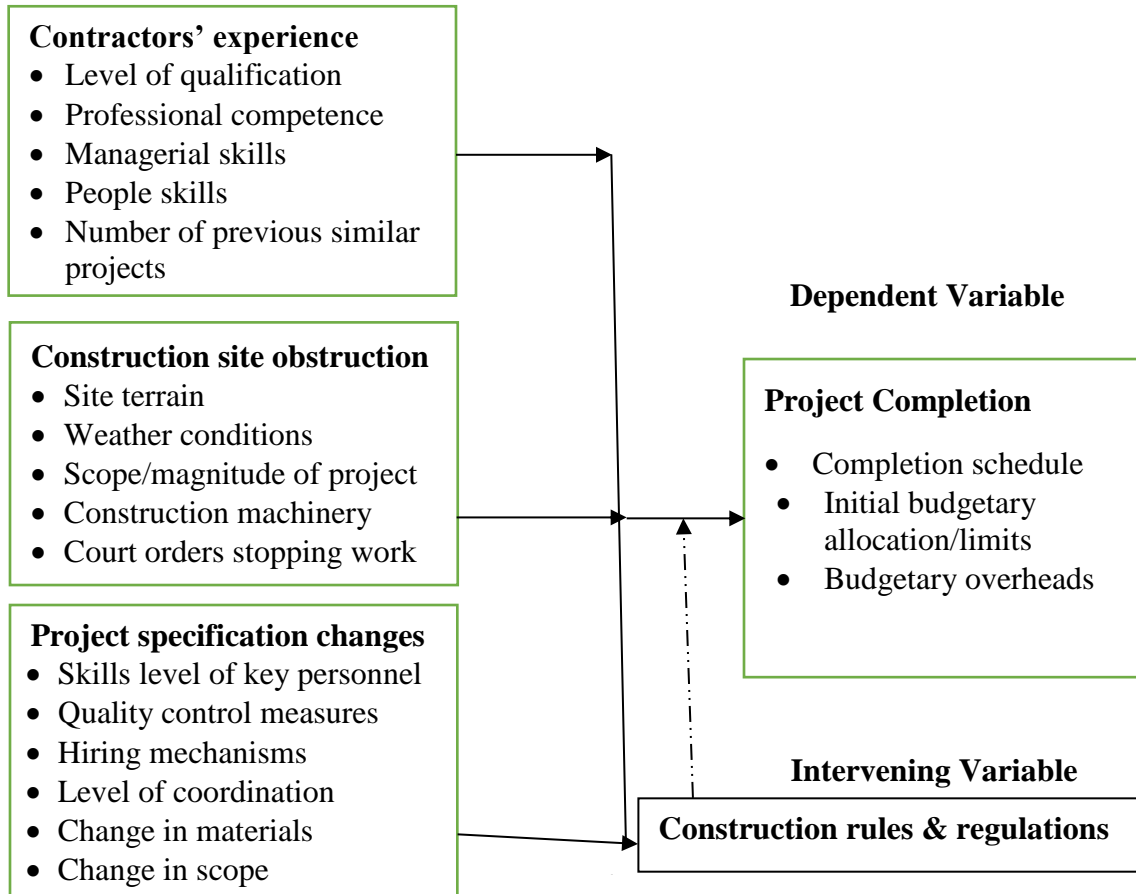 Contractors’ experience
• Level of qualification
• Professional competence
• Managerial skills
• People skills
• Number of previous similar
projects
Construction site obstruction
• Site terrain
• Weather conditions
• Scope/magnitude of project
• Construction machinery
• Court orders stopping work
Project specification changes
• Skills level of key personnel
• Quality control measures
• Hiring mechanisms
• Level of coordination
• Change in materials
• Change in scope
Dependent Variable
Project Completion
• Completion schedule
• Initial budgetary
allocation/limits
• Budgetary overheads
Intervening Variable
Construction rules & regulations